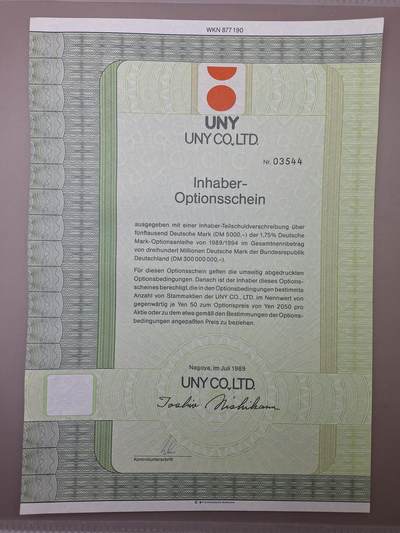 WKN 877 190
UNY
UNY CO., LTD.
Nr. 03544
Inhaber-
Optionsschein
ausgegeben mit einer Inhaber-Teilschuldverschreibung über
fünftausend Deutsche Mark (DM 5000,–) der 1,75% Deutsche
Mark-Optionsanleihe von 1989/1994 im Gesamtnennbetrag
von dreihundert Millionen Deutsche Mark der Bundesrepublik
Deutschland (DM 300 000 000,–).
Für diesen Optionsschein gelten die umseitig abgedruckten
Optionsbedingungen. Danach ist der Inhaber dieses Options-
scheines berechtigt, die in den Optionsbedingungen bestimmte
Anzahl von Stammaktien der UNY CO., LTD. im Nennwert von
gegenwärtig je Yen 50 zum Optionspreis von Yen 2050 pro
Aktie oder zu dem etwa gemäß den Bestimmungen der Options-
bedingungen angepaßten Preis zu beziehen.
Nagoya, im Juli 1989
UNY CO., LTD.
Toshio Nishikawa
Kontrollunterschrift